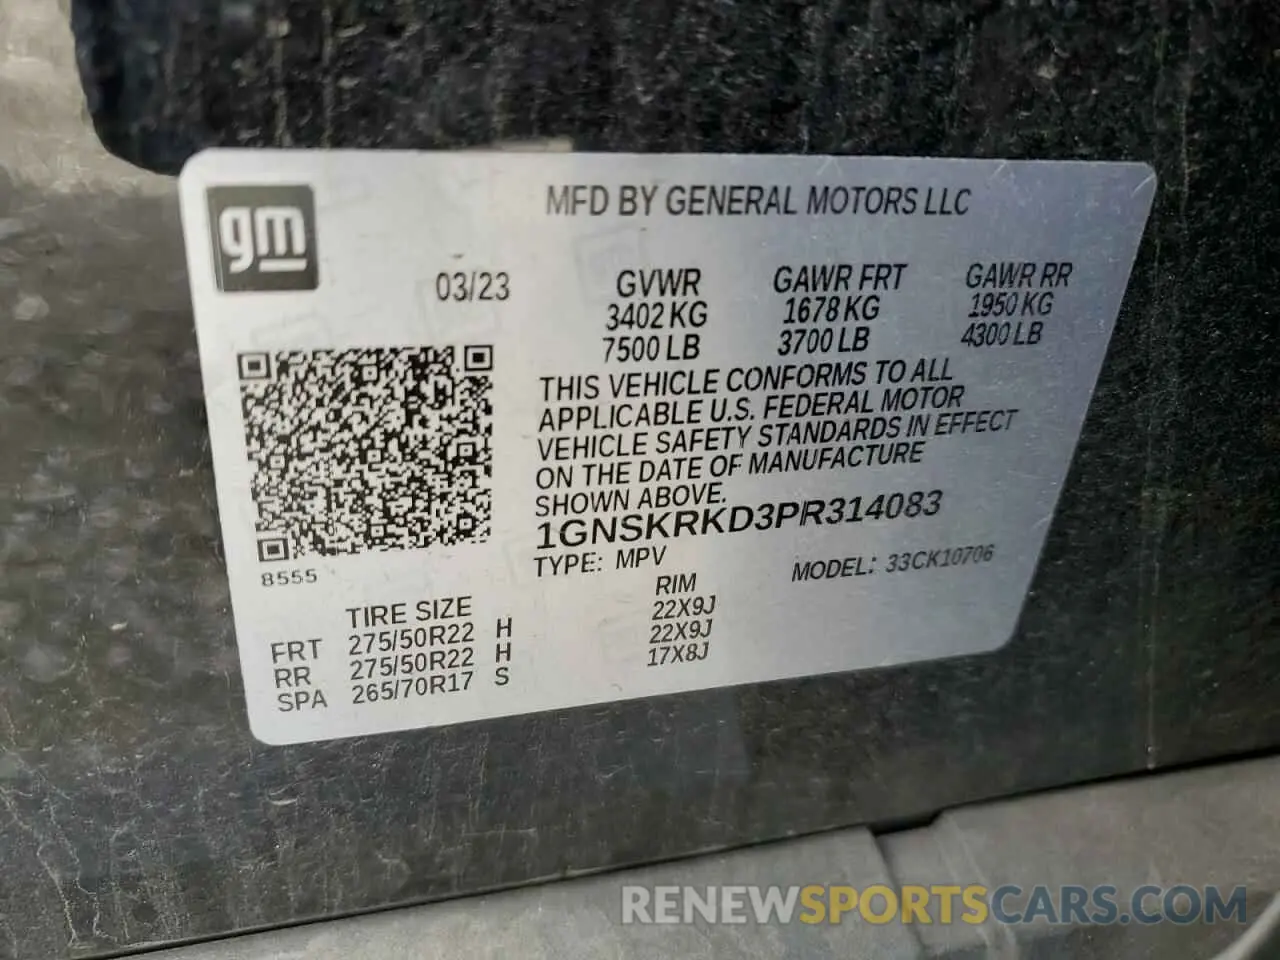 gm
MFD BY GENERAL MOTORS LLC
03/23
GVWR GAWR FRT GAWR RR
3402 KG 1678 KG 1950 KG
7500 LB 3700 LB 4300 LB
THIS VEHICLE CONFORMS TO ALL
APPLICABLE U.S. FEDERAL MOTOR
VEHICLE SAFETY STANDARDS IN EFFECT
ON THE DATE OF MANUFACTURE
SHOWN ABOVE.
1GNSKRKD3PR314083
TYPE: MPV MODEL: 33CK10706
8555
TIRE SIZE RIM
FRT 275/50R22 H 22X9J
RR 275/50R22 H 22X9J
SPA 265/70R17 S 17X8J
RENEWSPORTSCARS.COM